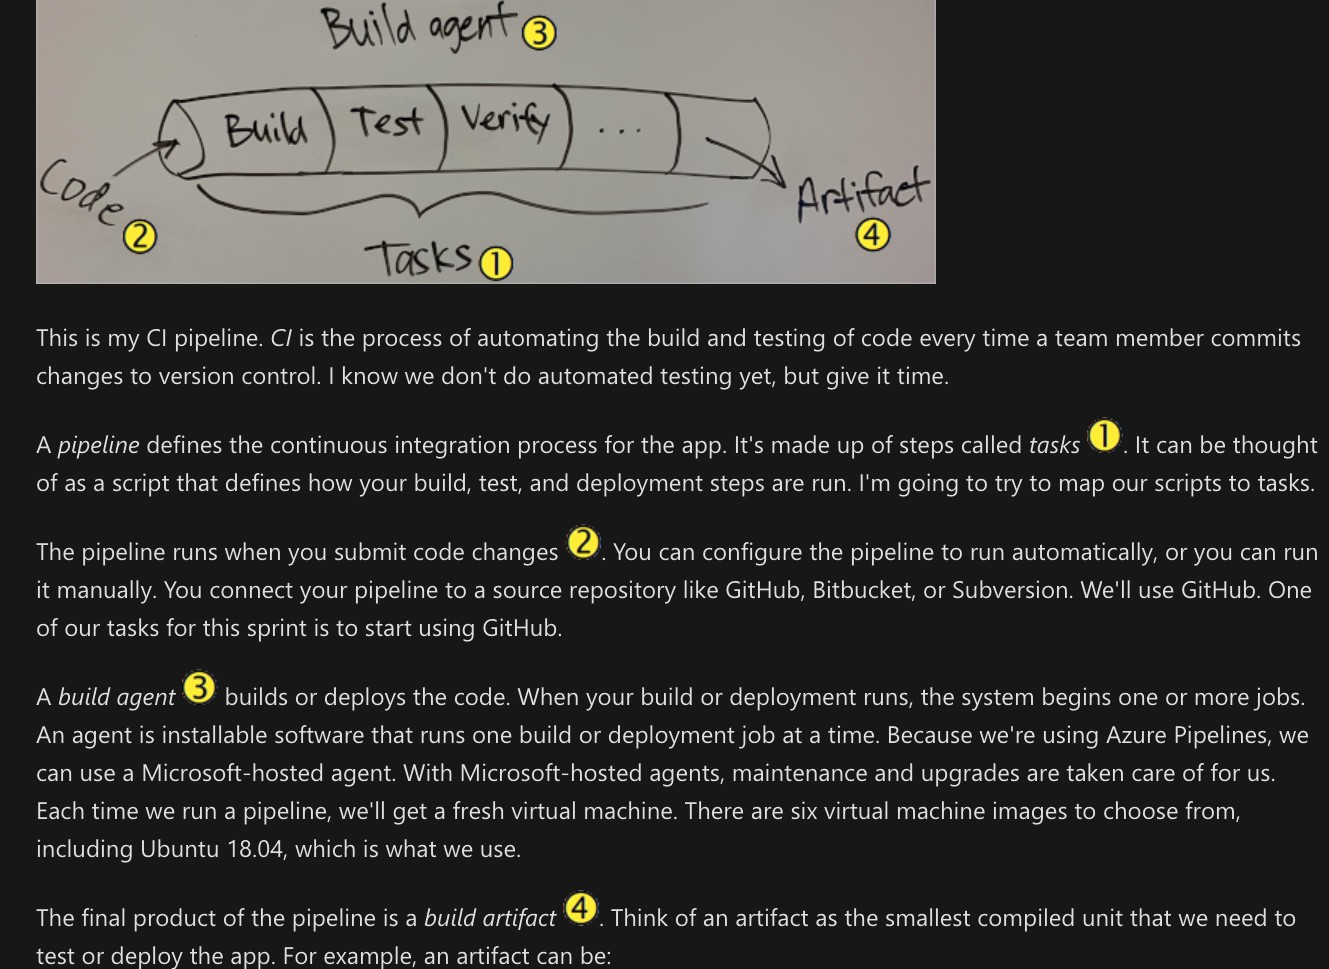 Build agent 3
Build Test Verify ...
Code 2
Artifact 4
Tasks 1
This is my CI pipeline. CI is the process of automating the build and testing of code every time a team member commits
changes to version control. I know we don't do automated testing yet, but give it time.
A pipeline defines the continuous integration process for the app. It's made up of steps called tasks 1. It can be thought
of as a script that defines how your build, test, and deployment steps are run. I'm going to try to map our scripts to tasks.
The pipeline runs when you submit code changes 2. You can configure the pipeline to run automatically, or you can run
it manually. You connect your pipeline to a source repository like GitHub, Bitbucket, or Subversion. We'll use GitHub. One
of our tasks for this sprint is to start using GitHub.
A build agent 3 builds or deploys the code. When your build or deployment runs, the system begins one or more jobs.
An agent is installable software that runs one build or deployment job at a time. Because we're using Azure Pipelines, we
can use a Microsoft-hosted agent. With Microsoft-hosted agents, maintenance and upgrades are taken care of for us.
Each time we run a pipeline, we'll get a fresh virtual machine. There are six virtual machine images to choose from,
including Ubuntu 18.04, which is what we use.
The final product of the pipeline is a build artifact 4. Think of an artifact as the smallest compiled unit that we need to
test or deploy the app. For example, an artifact can be: